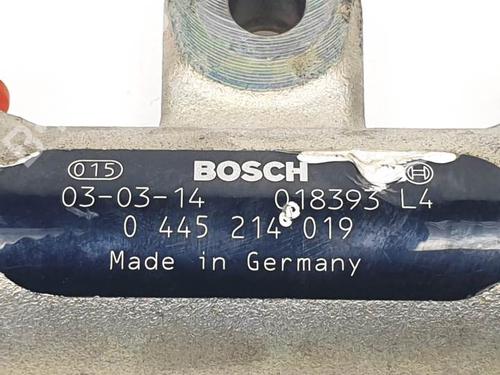 015 BOSCH
03-03-14 018393 L4
0 445 214 019
Made in Germany